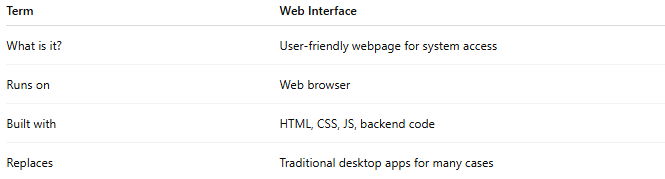 Term Web Interface
What is it? User-friendly webpage for system access
Runs on Web browser
Built with HTML, CSS, JS, backend code
Replaces Traditional desktop apps for many cases